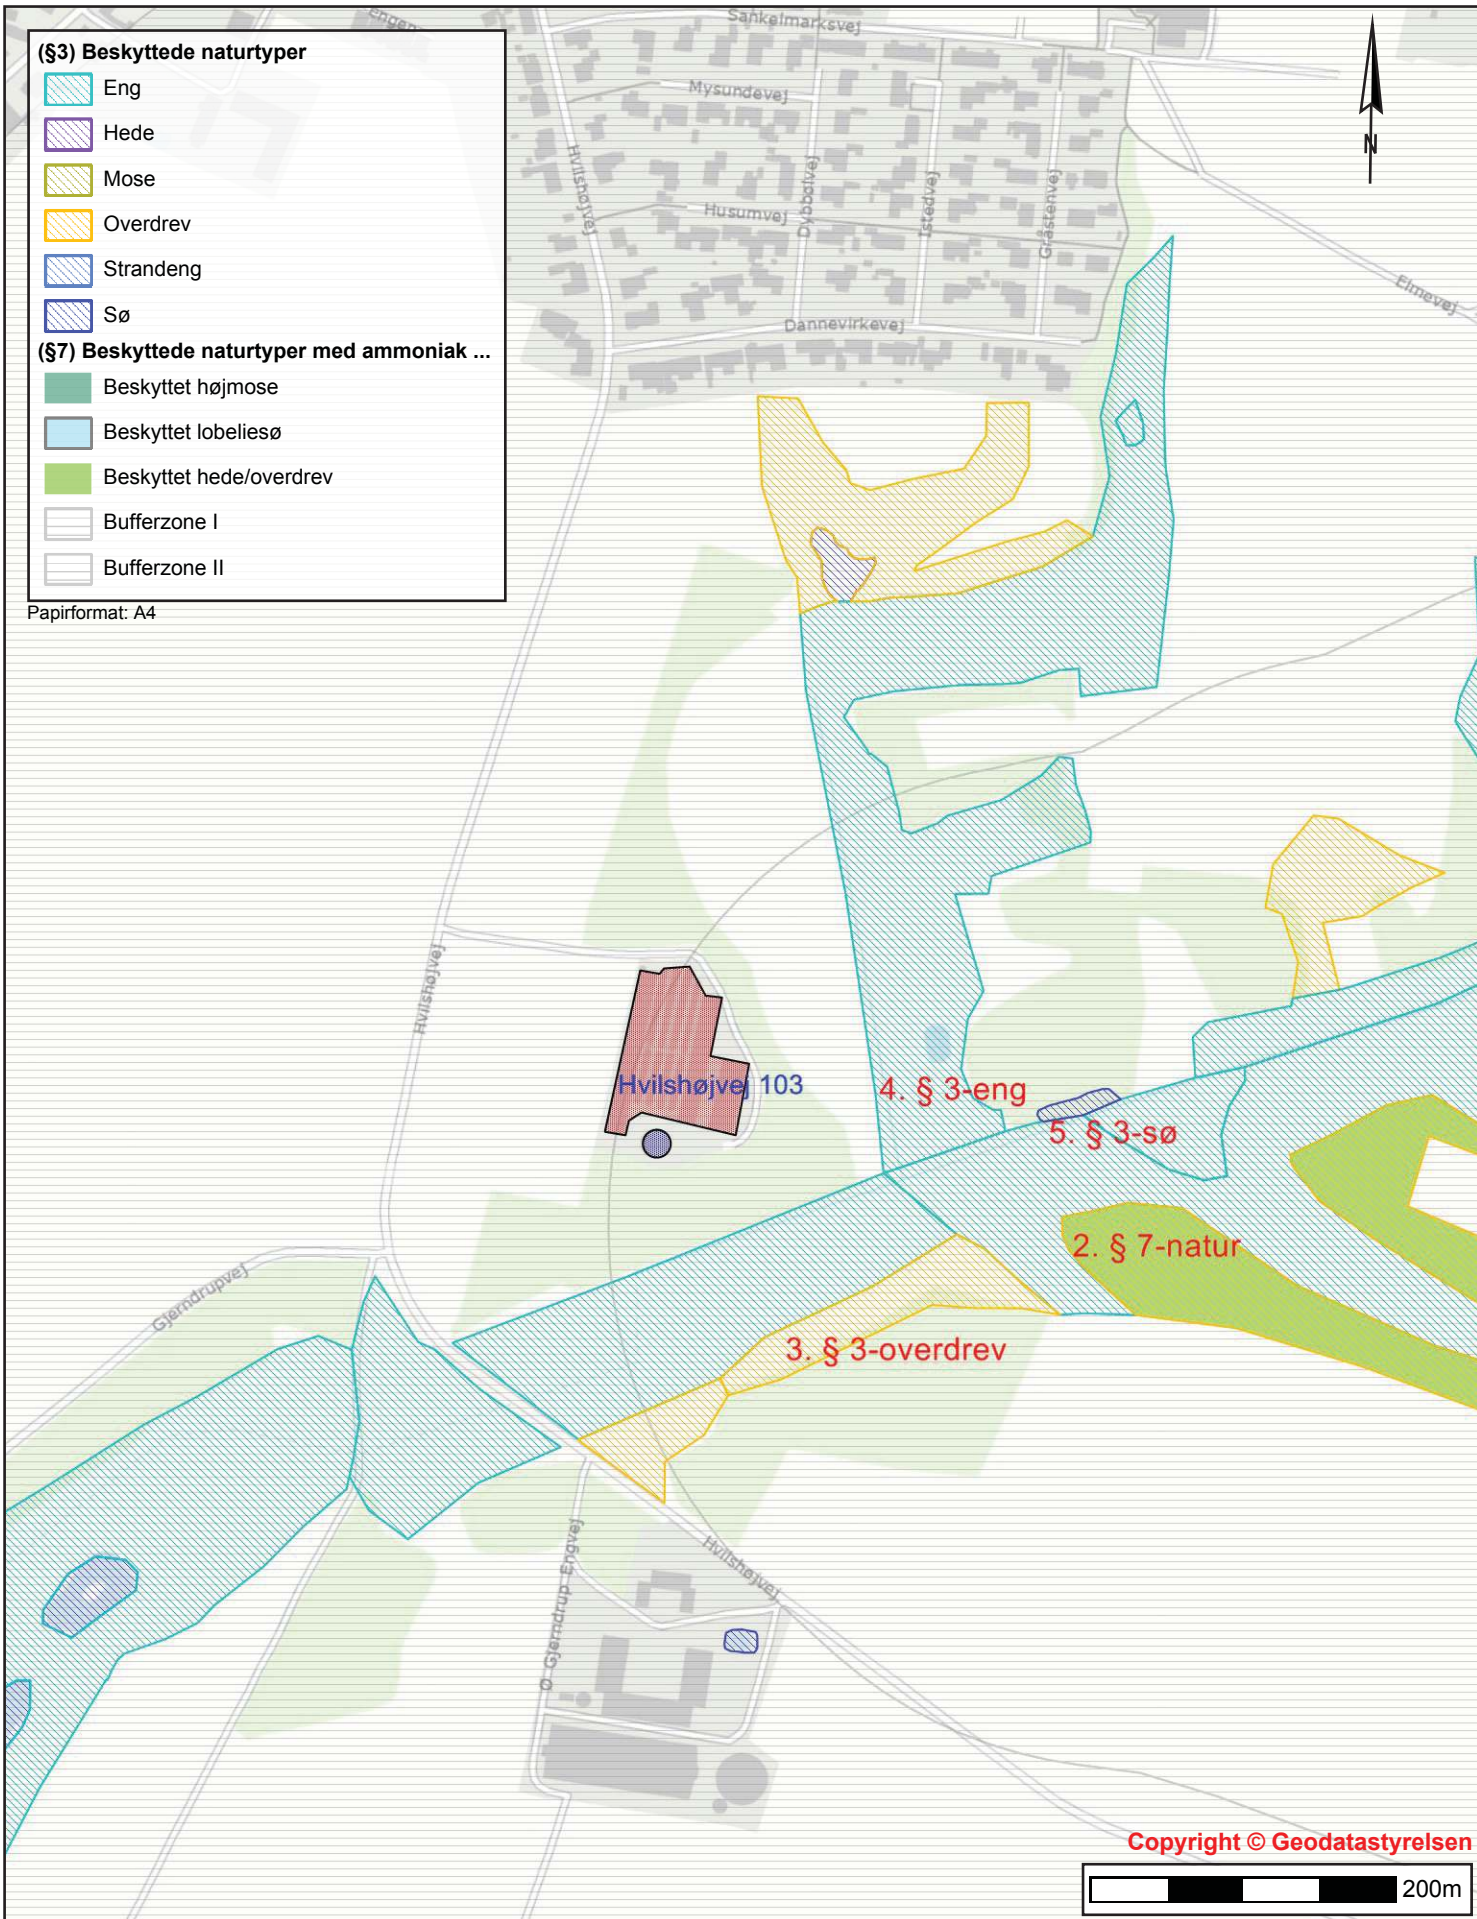 (§3) Beskyttede naturtyper
Eng
Hede
Mose
Overdrev
Strandeng
Sø
(§7) Beskyttede naturtyper med ammoniak ...
Beskyttet højmose
Beskyttet lobeliesø
Beskyttet hede/overdrev
Bufferzone I
Bufferzone II
Papirformat: A4
engen
Sankelmarksvej
Mysundevej
Hvilshøjvej
Husumvej
Dybbølvej
Istedvej
Gråstenvej
Dannevirkevej
Elmevej
N
Hvilshøjvej
Hvilshøjvej 103
4. § 3-eng
5. § 3-sø
2. § 7-natur
3. § 3-overdrev
Gjerndrupvej
Hvilshøjvej
Ø Gjerndrup Engvej
Copyright © Geodatastyrelsen
200m